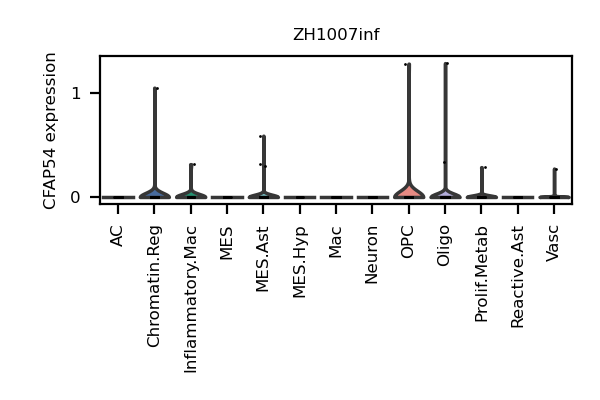 ZH1007inf
CFAP54 expression
1
0
AC
Chromatin.Reg
Inflammatory.Mac
MES
MES.Ast
MES.Hyp
Mac
Neuron
OPC
Oligo
Prolif.Metab
Reactive.Ast
Vasc